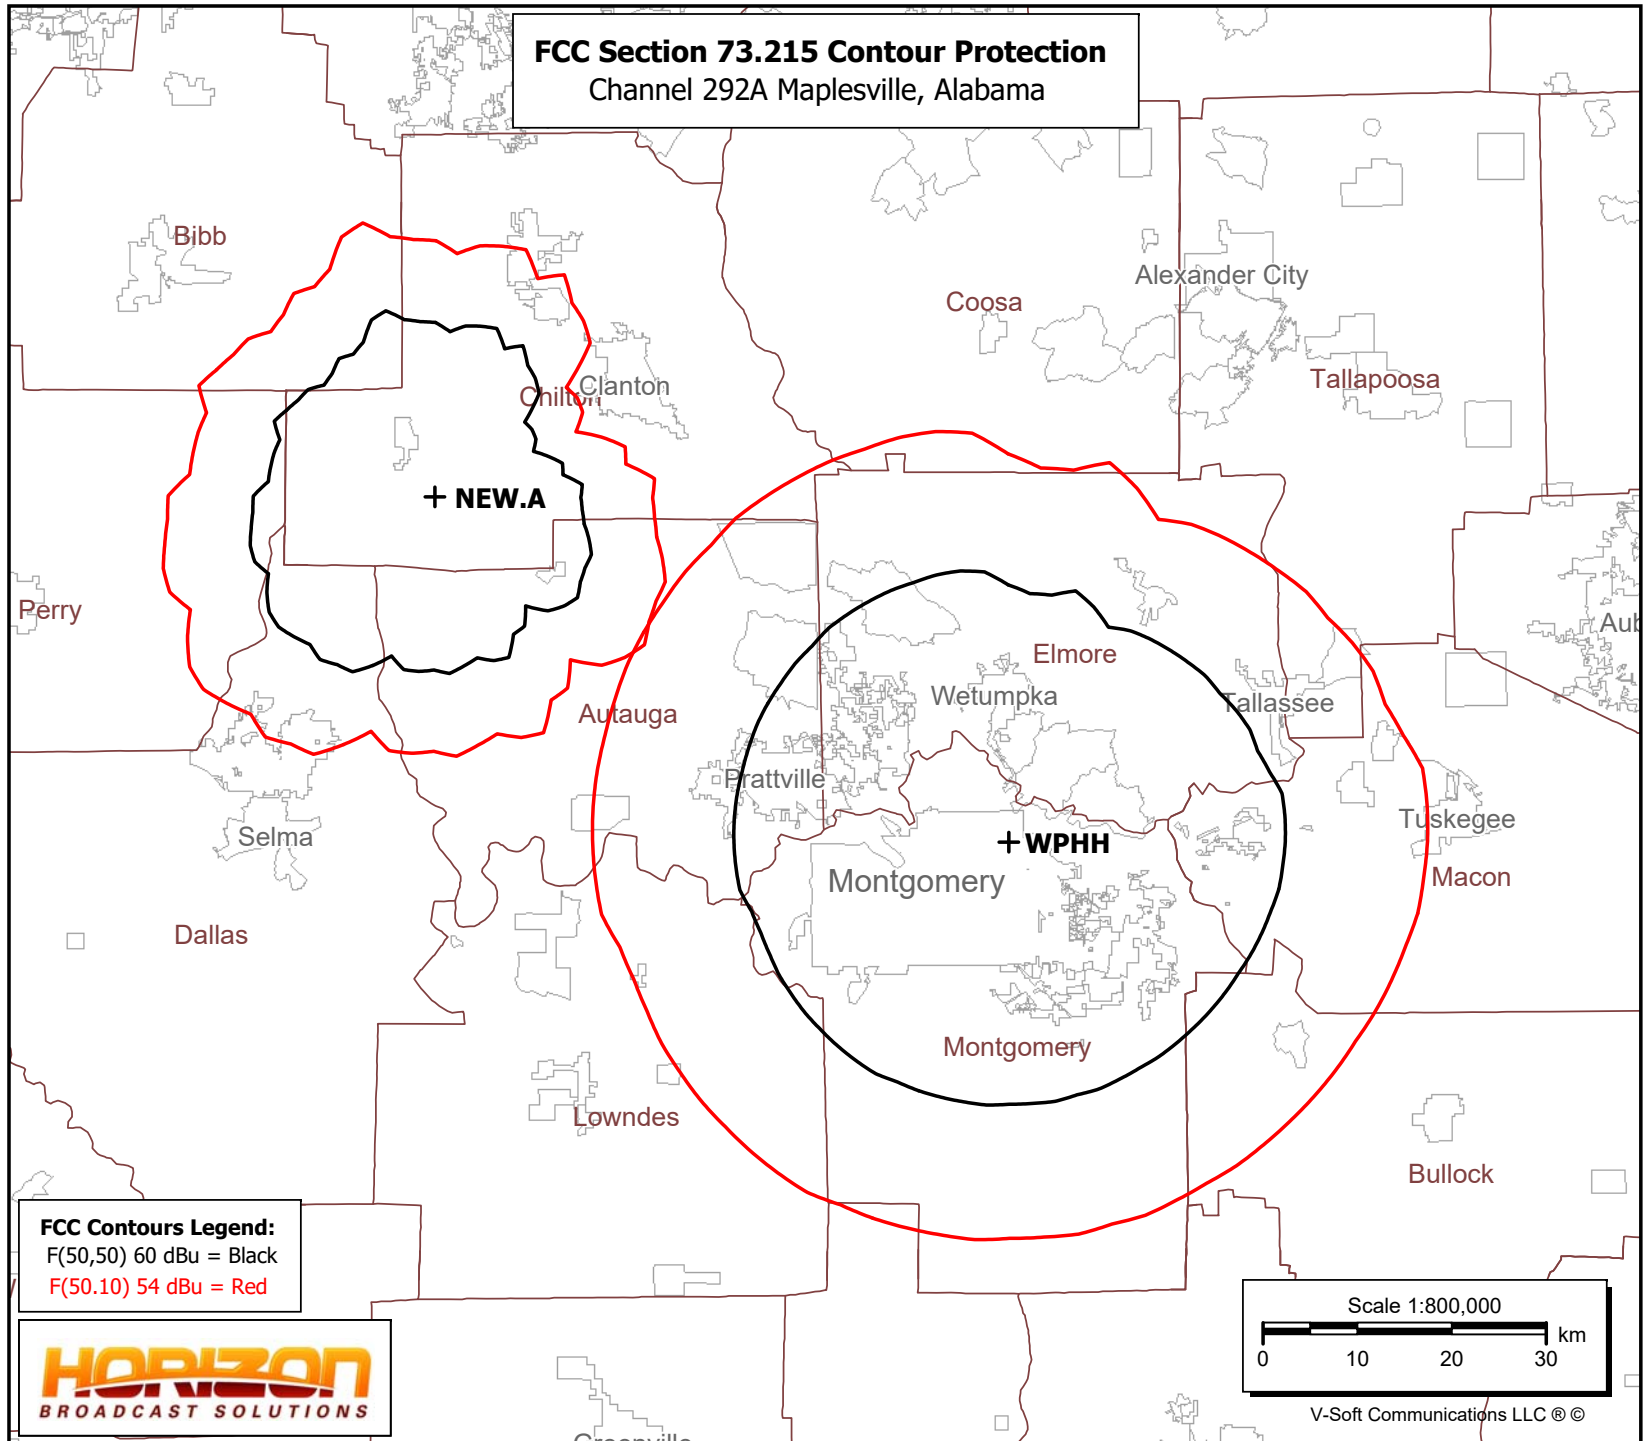 FCC Section 73.215 Contour Protection
Channel 292A Maplesville, Alabama
Bibb
Alexander City
Coosa
Tallapoosa
Chilton
Clanton
NEW.A
Perry
Elmore
Wetumpka
Tallassee
Autauga
Prattville
Selma
Tuskegee
WPHH
Montgomery
Macon
Dallas
Montgomery
Lowndes
Bullock
FCC Contours Legend:
F(50,50) 60 dBu = Black
F(50.10) 54 dBu = Red
Scale 1:800,000
km
0 10 20 30
HORIZON
BROADCAST SOLUTIONS
V-Soft Communications LLC ® ©